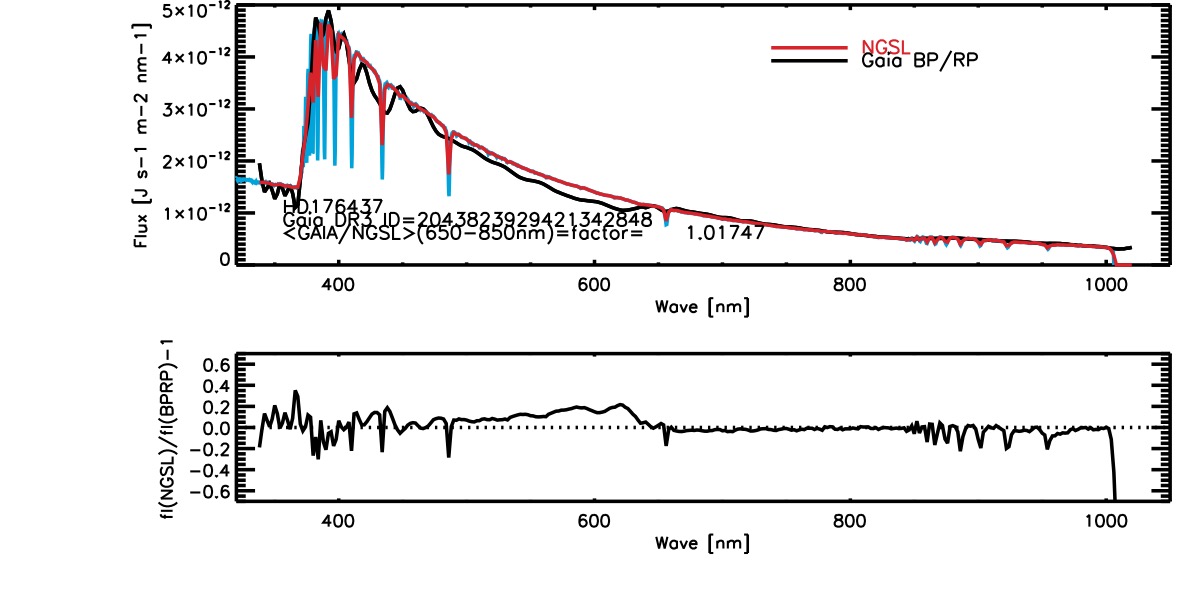 5×10−12
4×10−12
3×10−12
2×10−12
1×10−12
0
Flux [J s−1 m−2 nm−1]
NGSL
Gaia BP/RP
HD176437
Gaia DR3 ID=2043823929421342848
<GAIA/NGSL>(650−850nm)=factor= 1.01747
400 600 800 1000
Wave [nm]
fl(NGSL)/fl(BPRP)−1
0.6
0.4
0.2
0.0
−0.2
−0.4
−0.6
400 600 800 1000
Wave [nm]